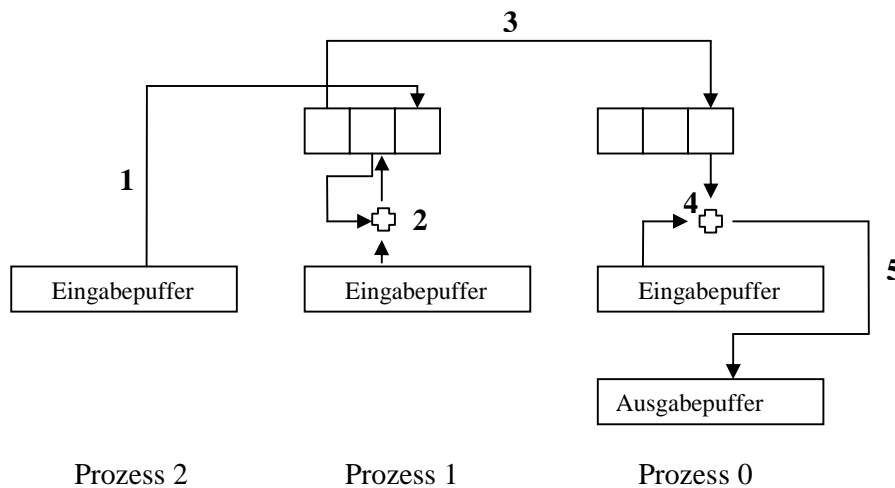 3
1
2
4
5
Eingabepuffer
Eingabepuffer
Eingabepuffer
Ausgabepuffer
Prozess 2
Prozess 1
Prozess 0